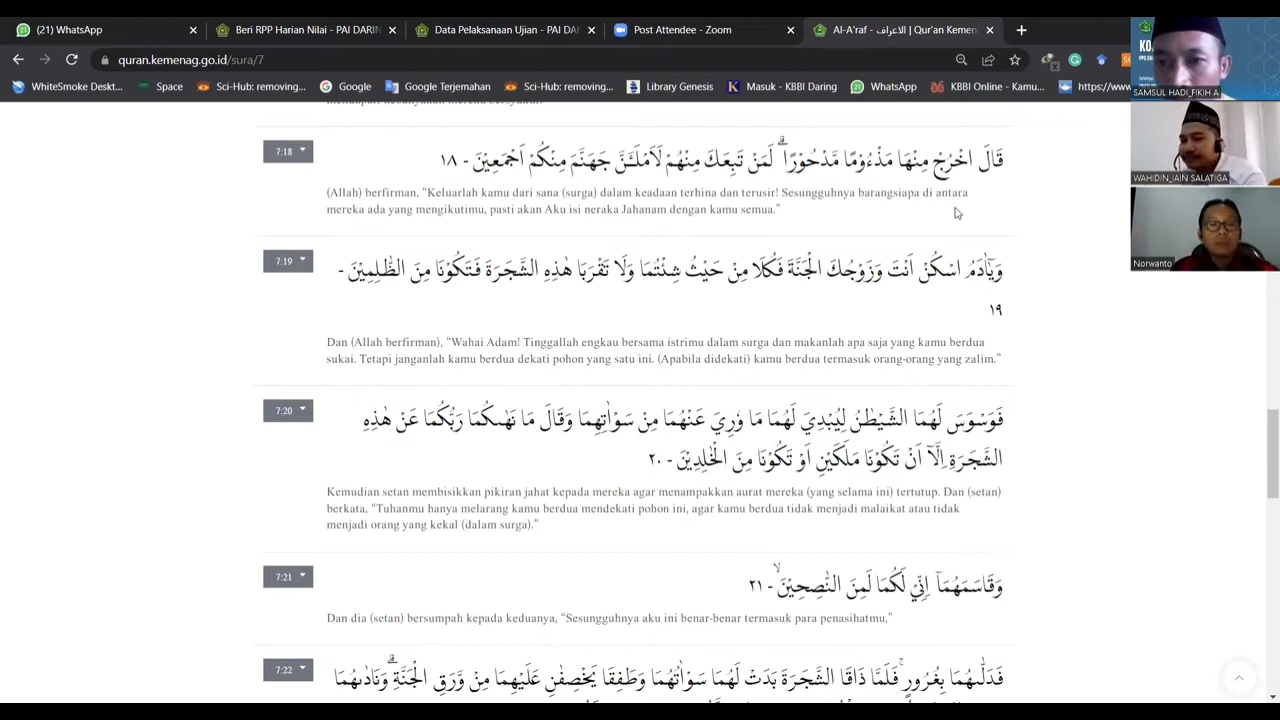 (21) WhatsApp
Beri RPP Harian Nilai - PAI DARIN
Data Pelaksanaan Ujian - PAI DA
Post Attendee - Zoom
Al-A'raf - الاعراف | Qur'an Kemen
quran.kemenag.go.id/sura/7
WhiteSmoke Deskt...
Space
Sci-Hub: removing...
Google
Google Terjemahan
Sci-Hub: removing...
Library Genesis
Masuk - KBBI Daring
WhatsApp
KBBI Online - Kamu...
https://www
SAMSUL HADI_FIKIH A
WAHIDIN_IAIN SALATIGA
Norwanto
7:18
قَالَ اخْرُجْ مِنْهَا مَذْءُوْمًا مَّدْحُوْرًا ۗ لَمَنْ تَبِعَكَ مِنْهُمْ لَاَمْلَـَٔنَّ جَهَنَّمَ مِنْكُمْ اَجْمَعِيْنَ - ١٨
(Allah) berfirman, “Keluarlah kamu dari sana (surga) dalam keadaan terhina dan terusir! Sesungguhnya barangsiapa di antara
mereka ada yang mengikutimu, pasti akan Aku isi neraka Jahanam dengan kamu semua.”
7:19
وَيٰٓاٰدَمُ اسْكُنْ اَنْتَ وَزَوْجُكَ الْجَنَّةَ فَكُلَا مِنْ حَيْثُ شِئْتُمَا وَلَا تَقْرَبَا هٰذِهِ الشَّجَرَةَ فَتَكُوْنَا مِنَ الظّٰلِمِيْنَ -
١٩
Dan (Allah berfirman), “Wahai Adam! Tinggallah engkau bersama istrimu dalam surga dan makanlah apa saja yang kamu berdua
sukai. Tetapi janganlah kamu berdua dekati pohon yang satu ini. (Apabila didekati) kamu berdua termasuk orang-orang yang zalim.”
7:20
فَوَسْوَسَ لَهُمَا الشَّيْطٰنُ لِيُبْدِيَ لَهُمَا مَا وٗرِيَ عَنْهُمَا مِنْ سَوْاٰتِهِمَا وَقَالَ مَا نَهٰىكُمَا رَبُّكُمَا عَنْ هٰذِهِ
الشَّجَرَةِ اِلَّآ اَنْ تَكُوْنَا مَلَكَيْنِ اَوْ تَكُوْنَا مِنَ الْخٰلِدِيْنَ - ٢٠
Kemudian setan membisikkan pikiran jahat kepada mereka agar menampakkan aurat mereka (yang selama ini) tertutup. Dan (setan)
berkata, “Tuhanmu hanya melarang kamu berdua mendekati pohon ini, agar kamu berdua tidak menjadi malaikat atau tidak
menjadi orang yang kekal (dalam surga).”
7:21
وَقَاسَمَهُمَآ اِنِّيْ لَكُمَا لَمِنَ النّٰصِحِيْنَۙ - ٢١
Dan dia (setan) bersumpah kepada keduanya, “Sesungguhnya aku ini benar-benar termasuk para penasihatmu,”
7:22
فَدَلّٰىهُمَا بِغُرُوْرٍۚ فَلَمَّا ذَاقَا الشَّجَرَةَ بَدَتْ لَهُمَا سَوْاٰتُهُمَا وَطَفِقَا يَخْصِفٰنِ عَلَيْهِمَا مِنْ وَّرَقِ الْجَنَّةِۗ وَنَادٰىهُمَا